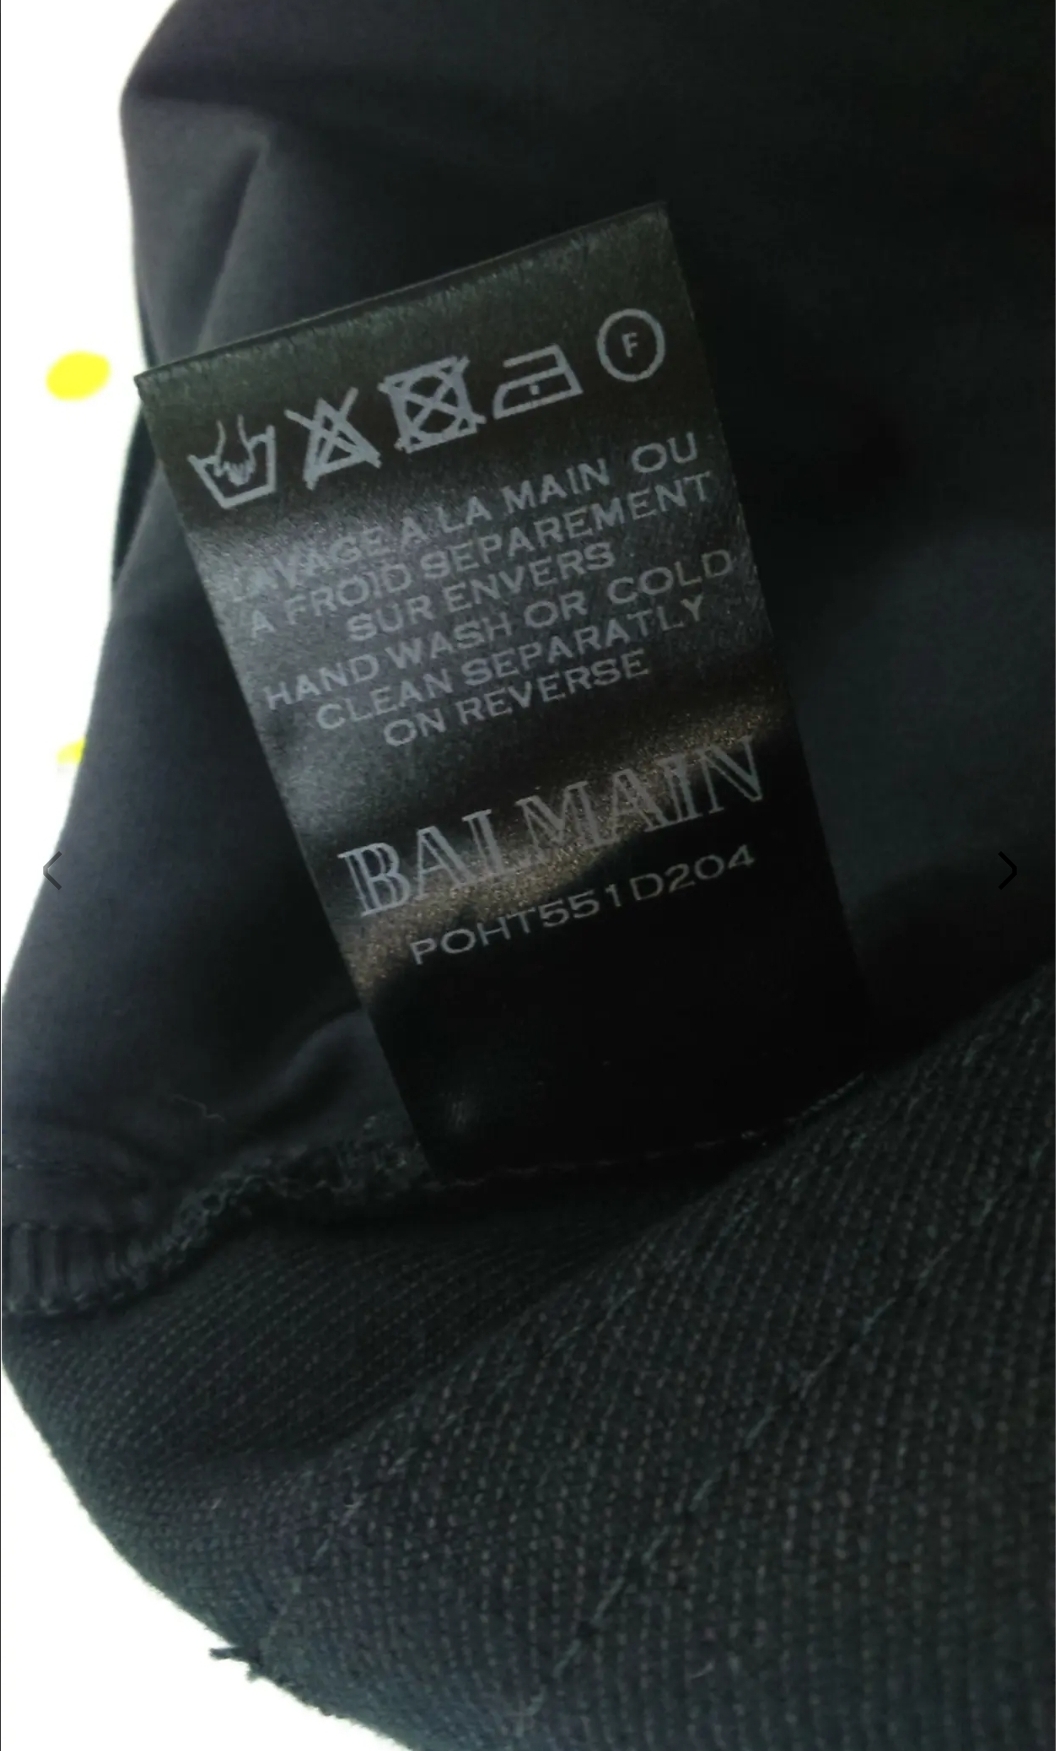 F
LAVAGE A LA MAIN OU
A FROID SEPAREMENT
SUR ENVERS
HAND WASH OR COLD
CLEAN SEPARATLY
ON REVERSE
BALMAIN
POHT551D204